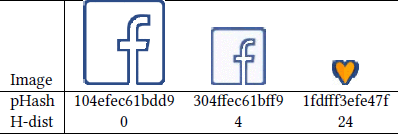 Image
pHash 104efec61bdd9 304ffec61bff9 1fdfff3efe47f
H-dist 0 4 24